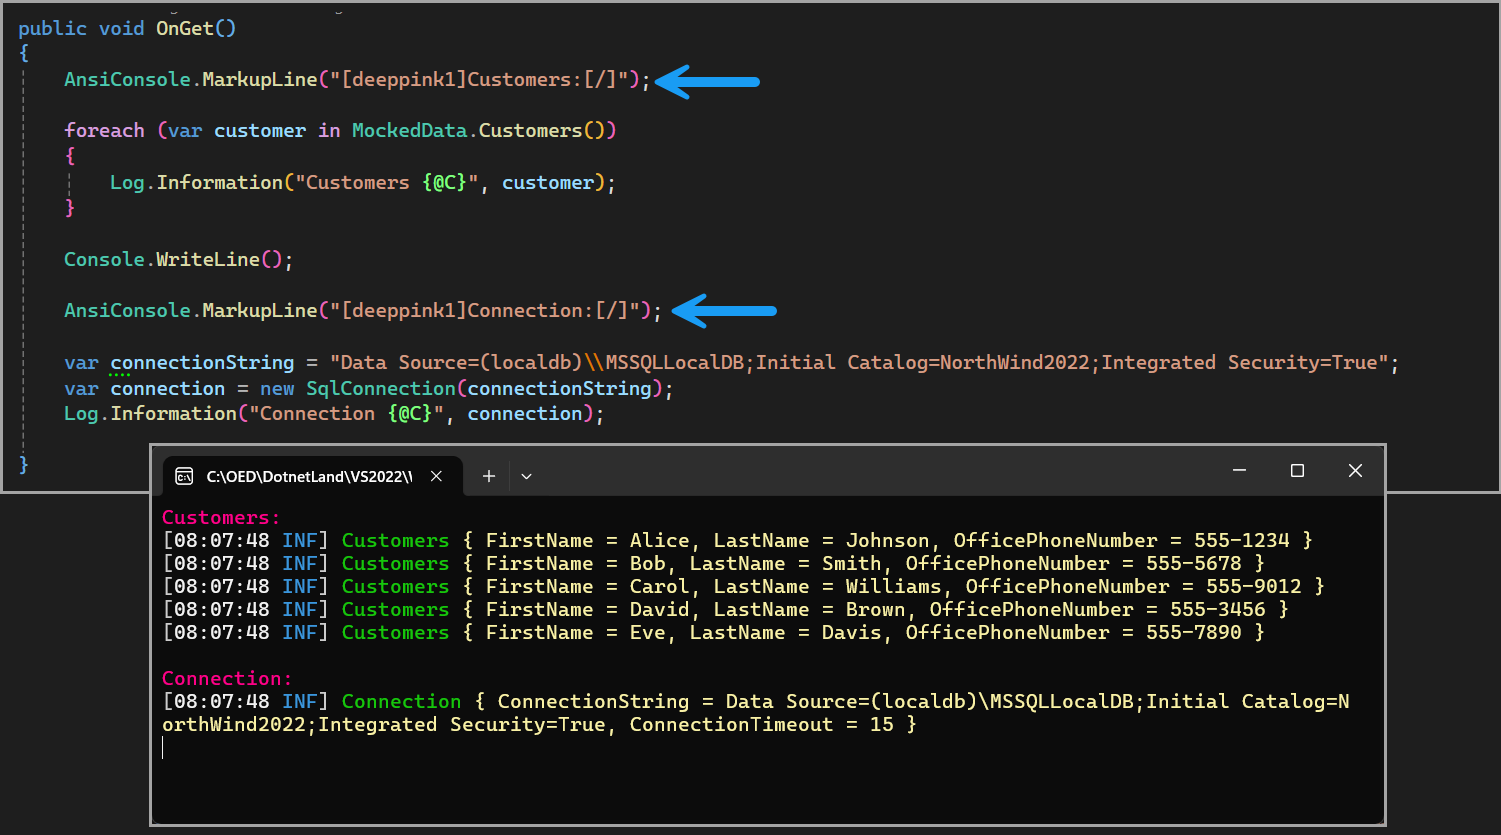 public void OnGet()
{
AnsiConsole.MarkupLine("[deeppink1]Customers:[/]");
foreach (var customer in MockedData.Customers())
{
Log.Information("Customers {@C}", customer);
}
Console.WriteLine();
AnsiConsole.MarkupLine("[deeppink1]Connection:[/]");
var connectionString = "Data Source=(localdb)\\MSSQLLocalDB;Initial Catalog=NorthWind2022;Integrated Security=True";
var connection = new SqlConnection(connectionString);
Log.Information("Connection {@C}", connection);
}
C:\OED\DotnetLand\VS2022\
Customers:
[08:07:48 INF] Customers { FirstName = Alice, LastName = Johnson, OfficePhoneNumber = 555-1234 }
[08:07:48 INF] Customers { FirstName = Bob, LastName = Smith, OfficePhoneNumber = 555-5678 }
[08:07:48 INF] Customers { FirstName = Carol, LastName = Williams, OfficePhoneNumber = 555-9012 }
[08:07:48 INF] Customers { FirstName = David, LastName = Brown, OfficePhoneNumber = 555-3456 }
[08:07:48 INF] Customers { FirstName = Eve, LastName = Davis, OfficePhoneNumber = 555-7890 }
Connection:
[08:07:48 INF] Connection { ConnectionString = Data Source=(localdb)\MSSQLLocalDB;Initial Catalog=N
orthWind2022;Integrated Security=True, ConnectionTimeout = 15 }